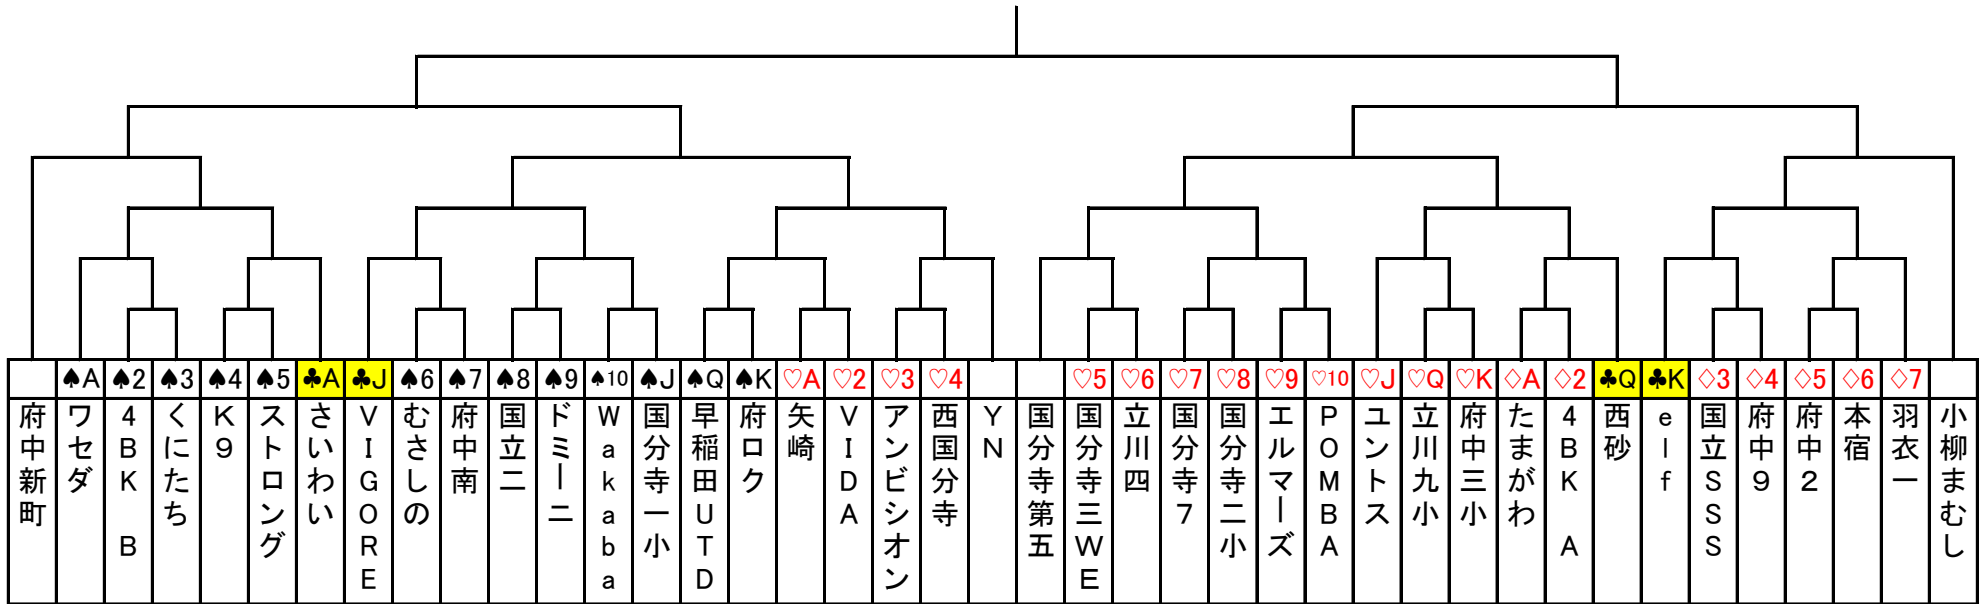 ♠A ♠2 ♠3 ♠4 ♠5 ♣A ♣J ♠6 ♠7 ♠8 ♠9 ♠10 ♠J ♠Q ♠K ♡A ♡2 ♡3 ♡4 ♡5 ♡6 ♡7 ♡8 ♡9 ♡10 ♡J ♡Q ♡K ♢A ♢2 ♣Q ♣K ♢3 ♢4 ♢5 ♢6 ♢7
府中新町
ワセダ
4BK B
くにたち
K9
ストロング
さいわい
VIGORE
むさしの
府中南
国立二
ドミーニ
Wakaba
国分寺一小
早稲田UTD
府ロク
矢崎
VIDA
アンビシオン
西国分寺
YN
国分寺第五
国分寺三WE
立川四
国分寺7
国分寺二小
エルマーズ
POMBA
ユントス
立川九小
府中三小
たまがわ
4BK A
西砂
elf
国立SSS
府中9
府中2
本宿
羽衣一
小柳まむし